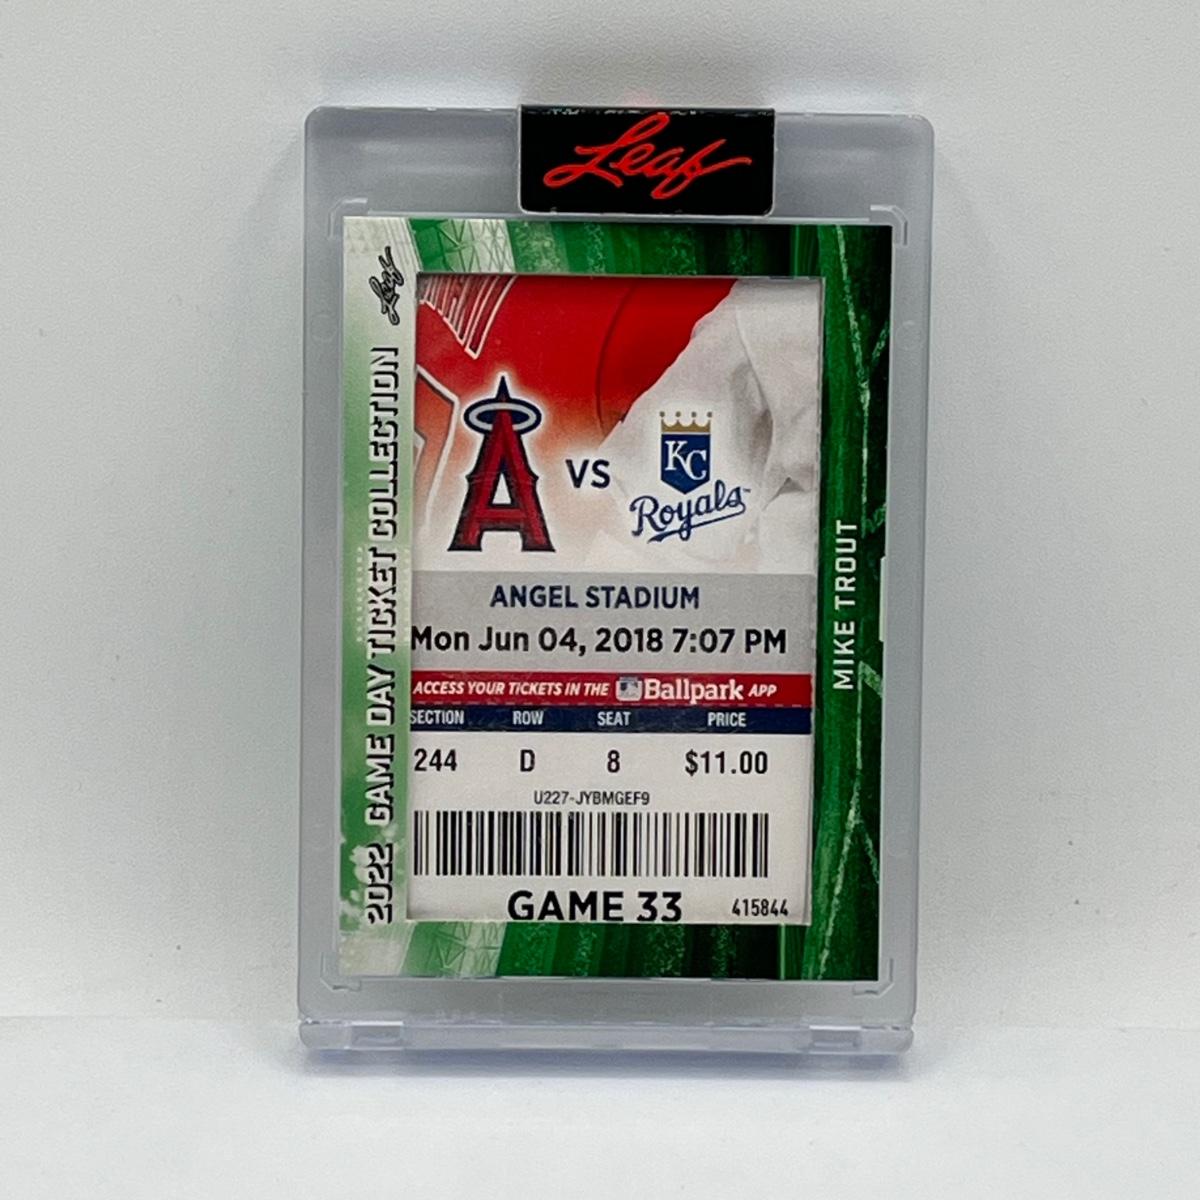 Leaf
Leaf
2022 GAME DAY TICKET COLLECTION
A
VS
KC
Royals
ANGEL STADIUM
Mon Jun 04, 2018 7:07 PM
ACCESS YOUR TICKETS IN THE Ballpark APP
SECTION ROW SEAT PRICE
244 D 8 $11.00
U227-JYBMGEF9
GAME 33 415844
MIKE TROUT